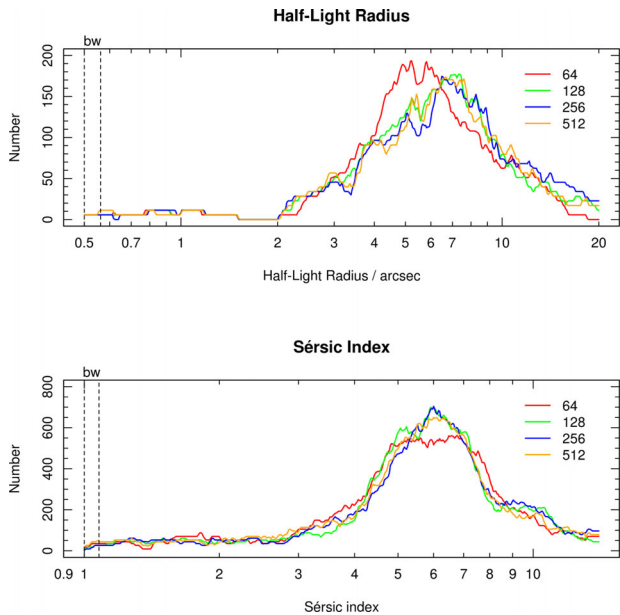 Half-Light Radius
bw
Number
0 50 100 150 200
64
128
256
512
0.5 0.7 1 2 3 4 5 6 7 10 20
Half-Light Radius / arcsec
Sérsic Index
bw
Number
0 200 400 600 800
64
128
256
512
0.9 1 2 3 4 5 6 7 8 9 10
Sérsic index